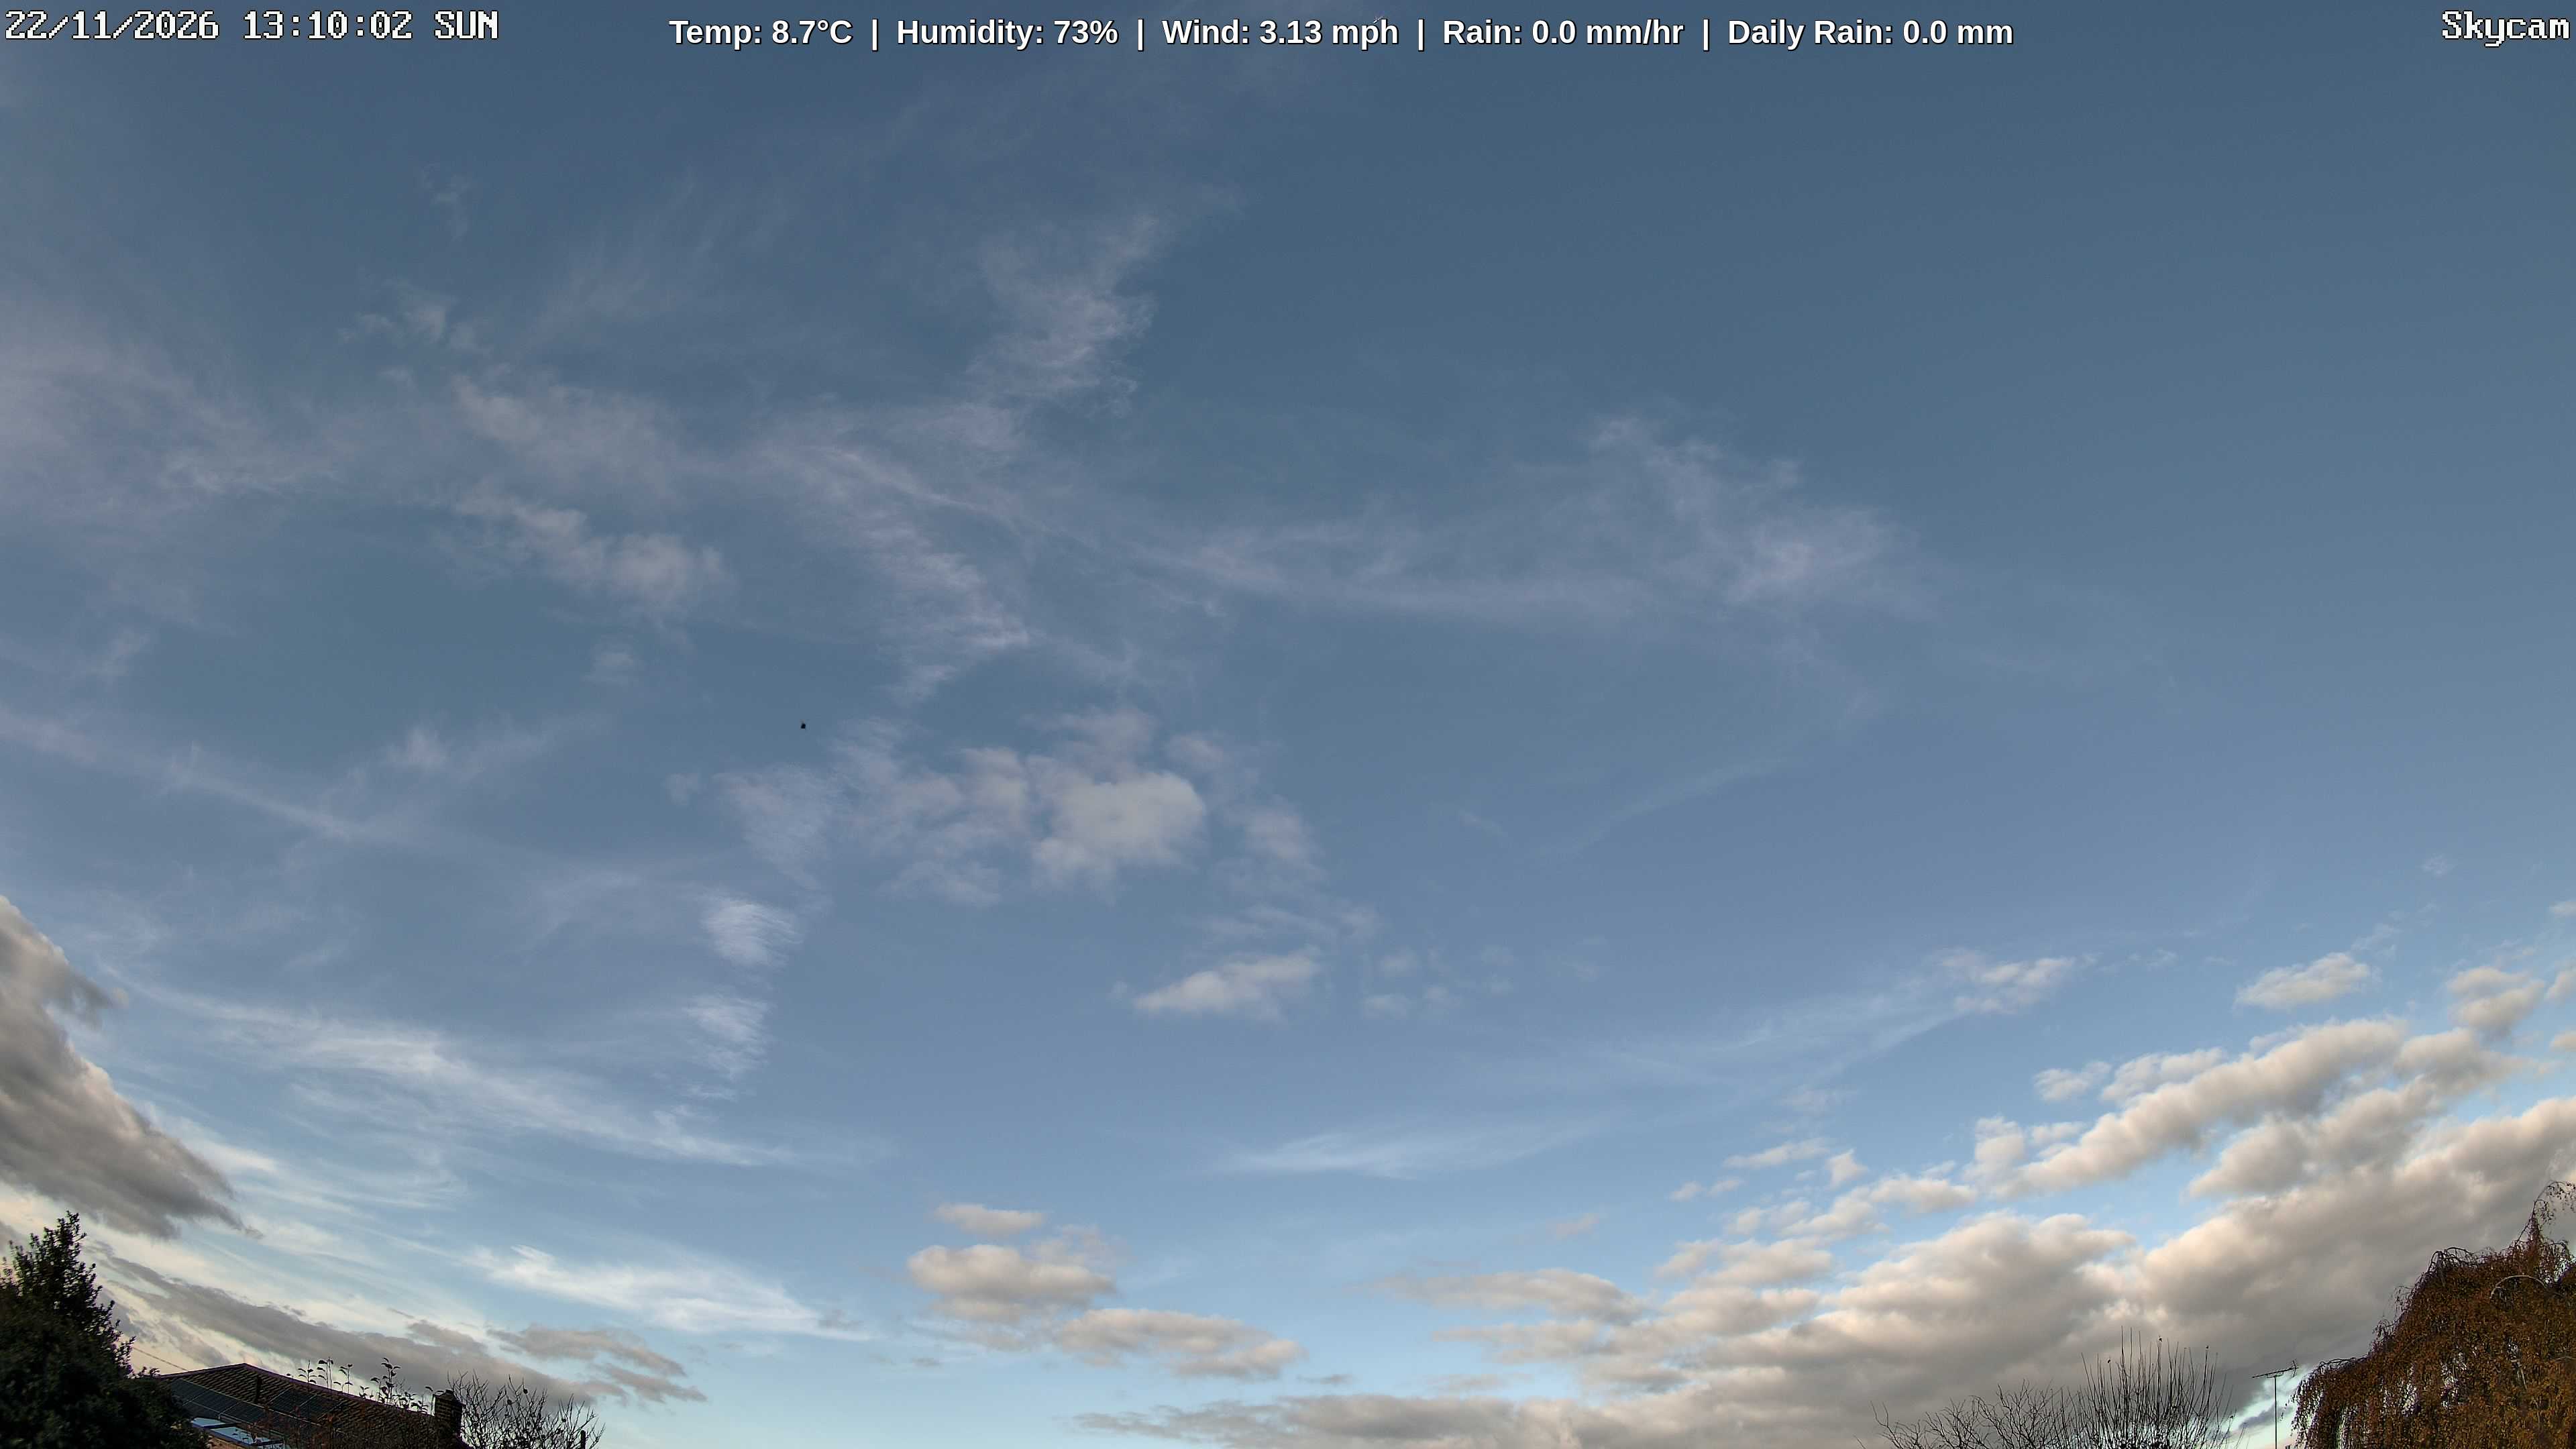 22/11/2026 13:10:02 SUN
Temp: 8.7°C | Humidity: 73% | Wind: 3.13 mph | Rain: 0.0 mm/hr | Daily Rain: 0.0 mm
Skycam